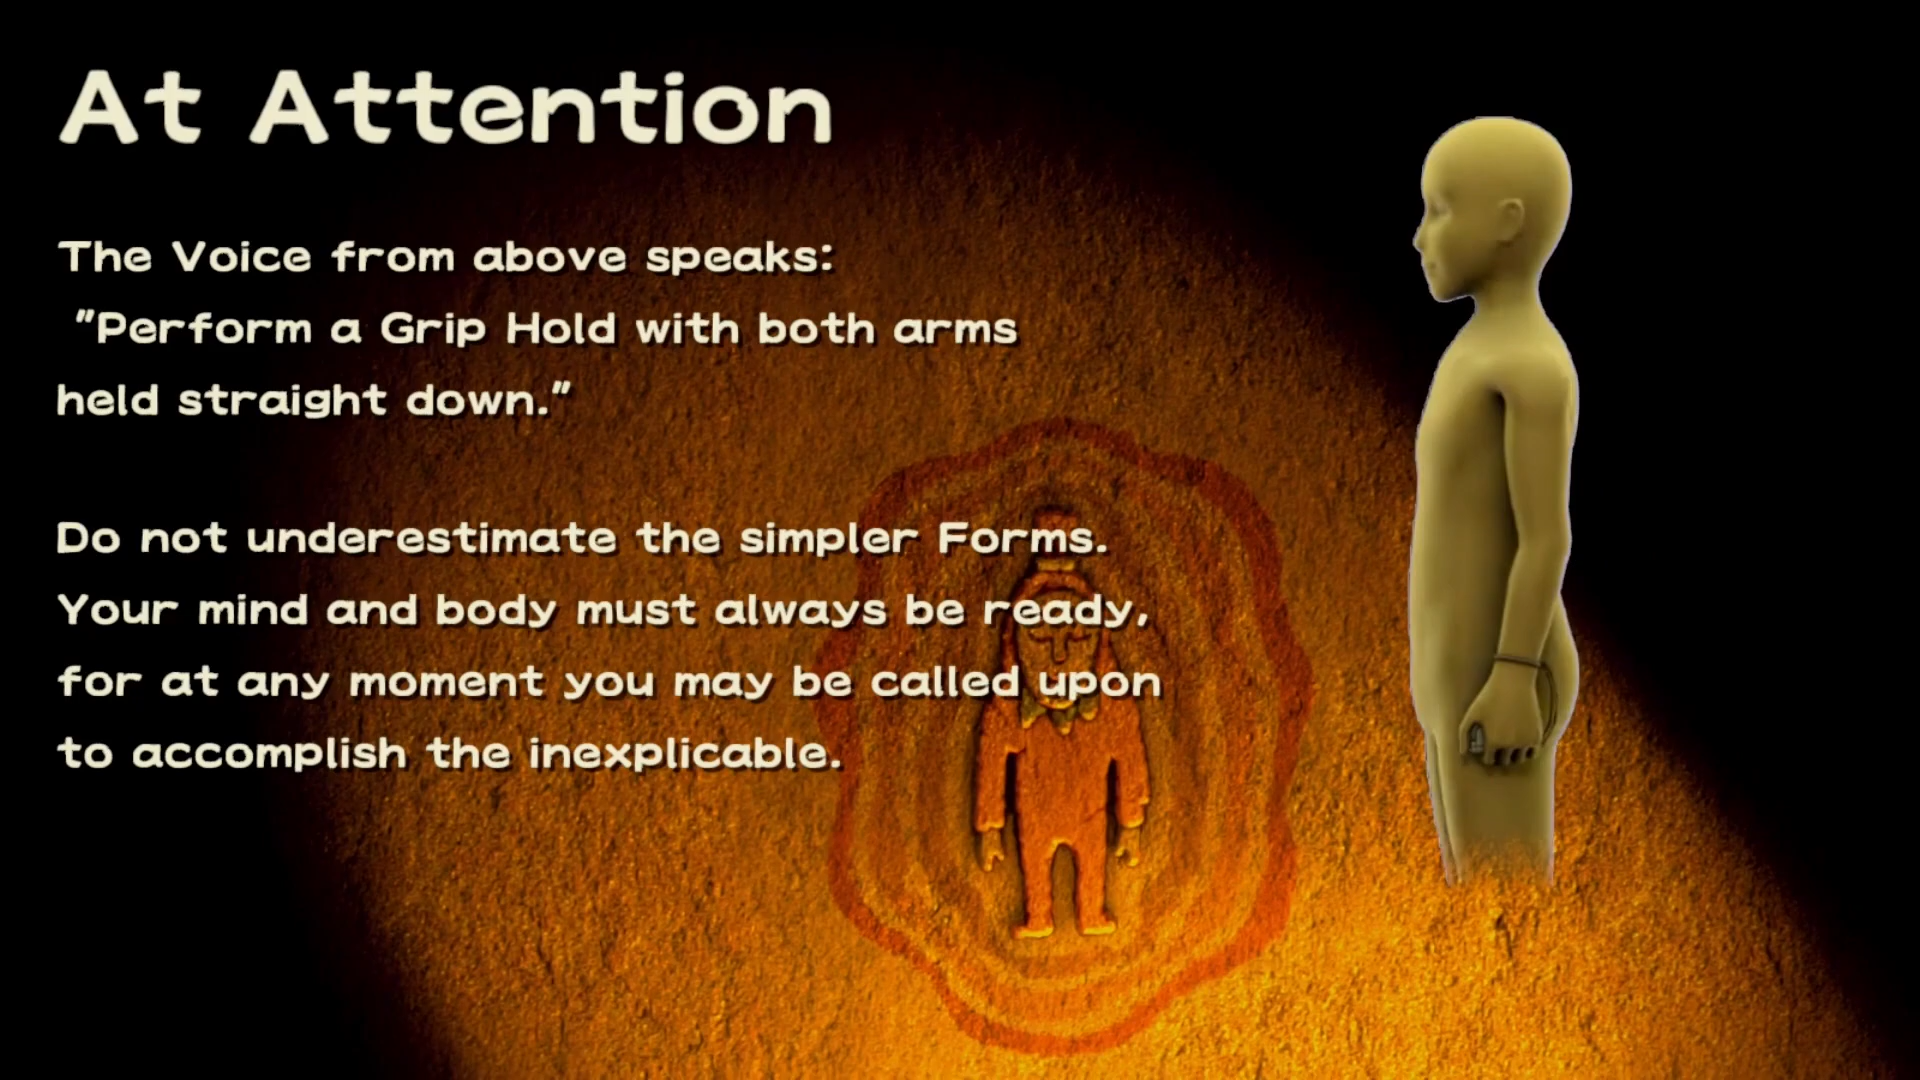 At Attention
The Voice from above speaks:
"Perform a Grip Hold with both arms
held straight down."
Do not underestimate the simpler Forms.
Your mind and body must always be ready,
for at any moment you may be called upon
to accomplish the inexplicable.